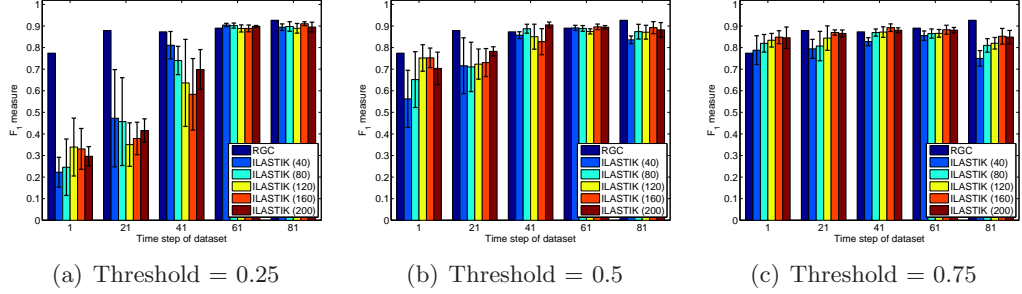 1
0.9
0.8
0.7
0.6
0.5
0.4
0.3
0.2
0.1
0
F1 measure
1 21 41 61 81
Time step of dataset
RGC
ILASTIK (40)
ILASTIK (80)
ILASTIK (120)
ILASTIK (160)
ILASTIK (200)
(a) Threshold = 0.25
1
0.9
0.8
0.7
0.6
0.5
0.4
0.3
0.2
0.1
0
F1 measure
1 21 41 61 81
Time step of dataset
RGC
ILASTIK (40)
ILASTIK (80)
ILASTIK (120)
ILASTIK (160)
ILASTIK (200)
(b) Threshold = 0.5
1
0.9
0.8
0.7
0.6
0.5
0.4
0.3
0.2
0.1
0
F1 measure
1 21 41 61 81
Time step of dataset
RGC
ILASTIK (40)
ILASTIK (80)
ILASTIK (120)
ILASTIK (160)
ILASTIK (200)
(c) Threshold = 0.75